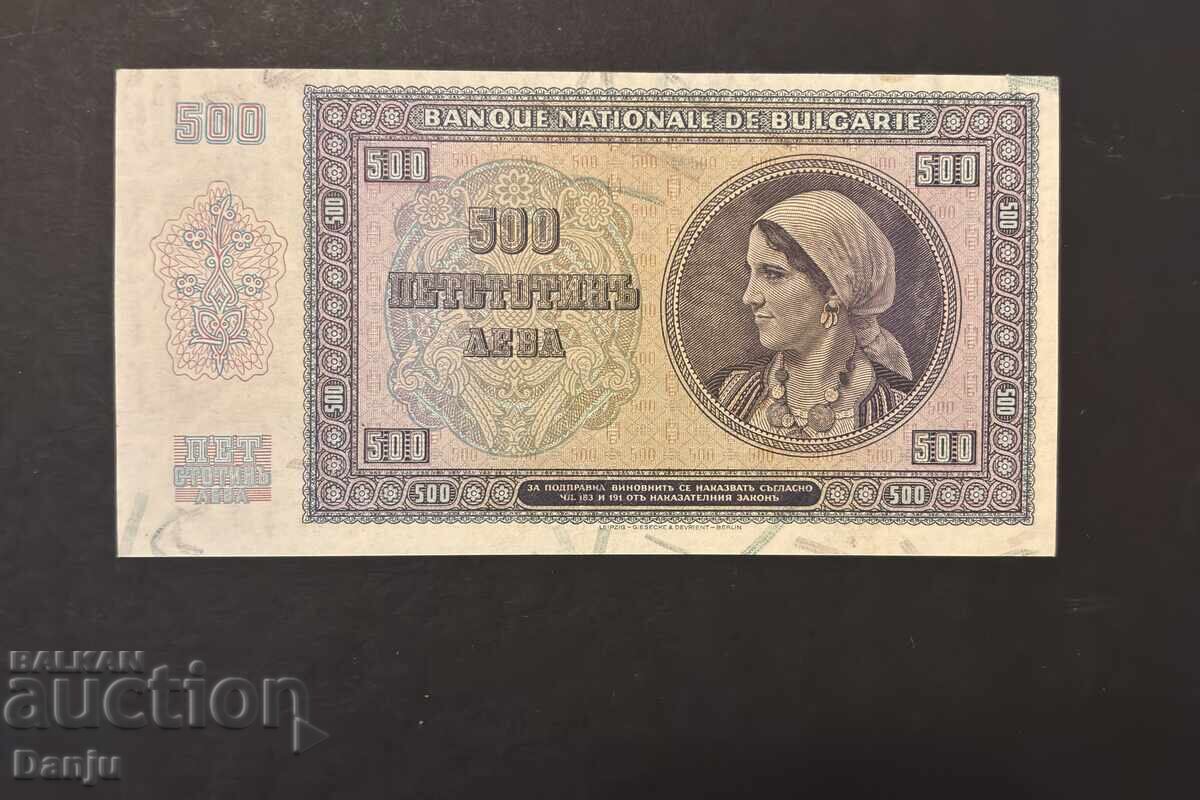 500
BANQUE NATIONALE DE BULGARIE
500 500
500
ПЕТСТОТИНЪ
ЛЕВА
500 500
500 500
500 500
ПЕТ
СТОТИНЪ
ЛЕВА
500 500
ЗА ПОДПРАВКА ВИНОВНИТѢ СЕ НАКАЗВАТЪ СЪГЛАСНО
ЧЛ. 183 И 191 ОТЪ НАКАЗАТЕЛНИЯ ЗАКОНЪ
LEIPZIG – GIESECKE & DEVRIENT – BERLIN
BALKAN
auction
Danju